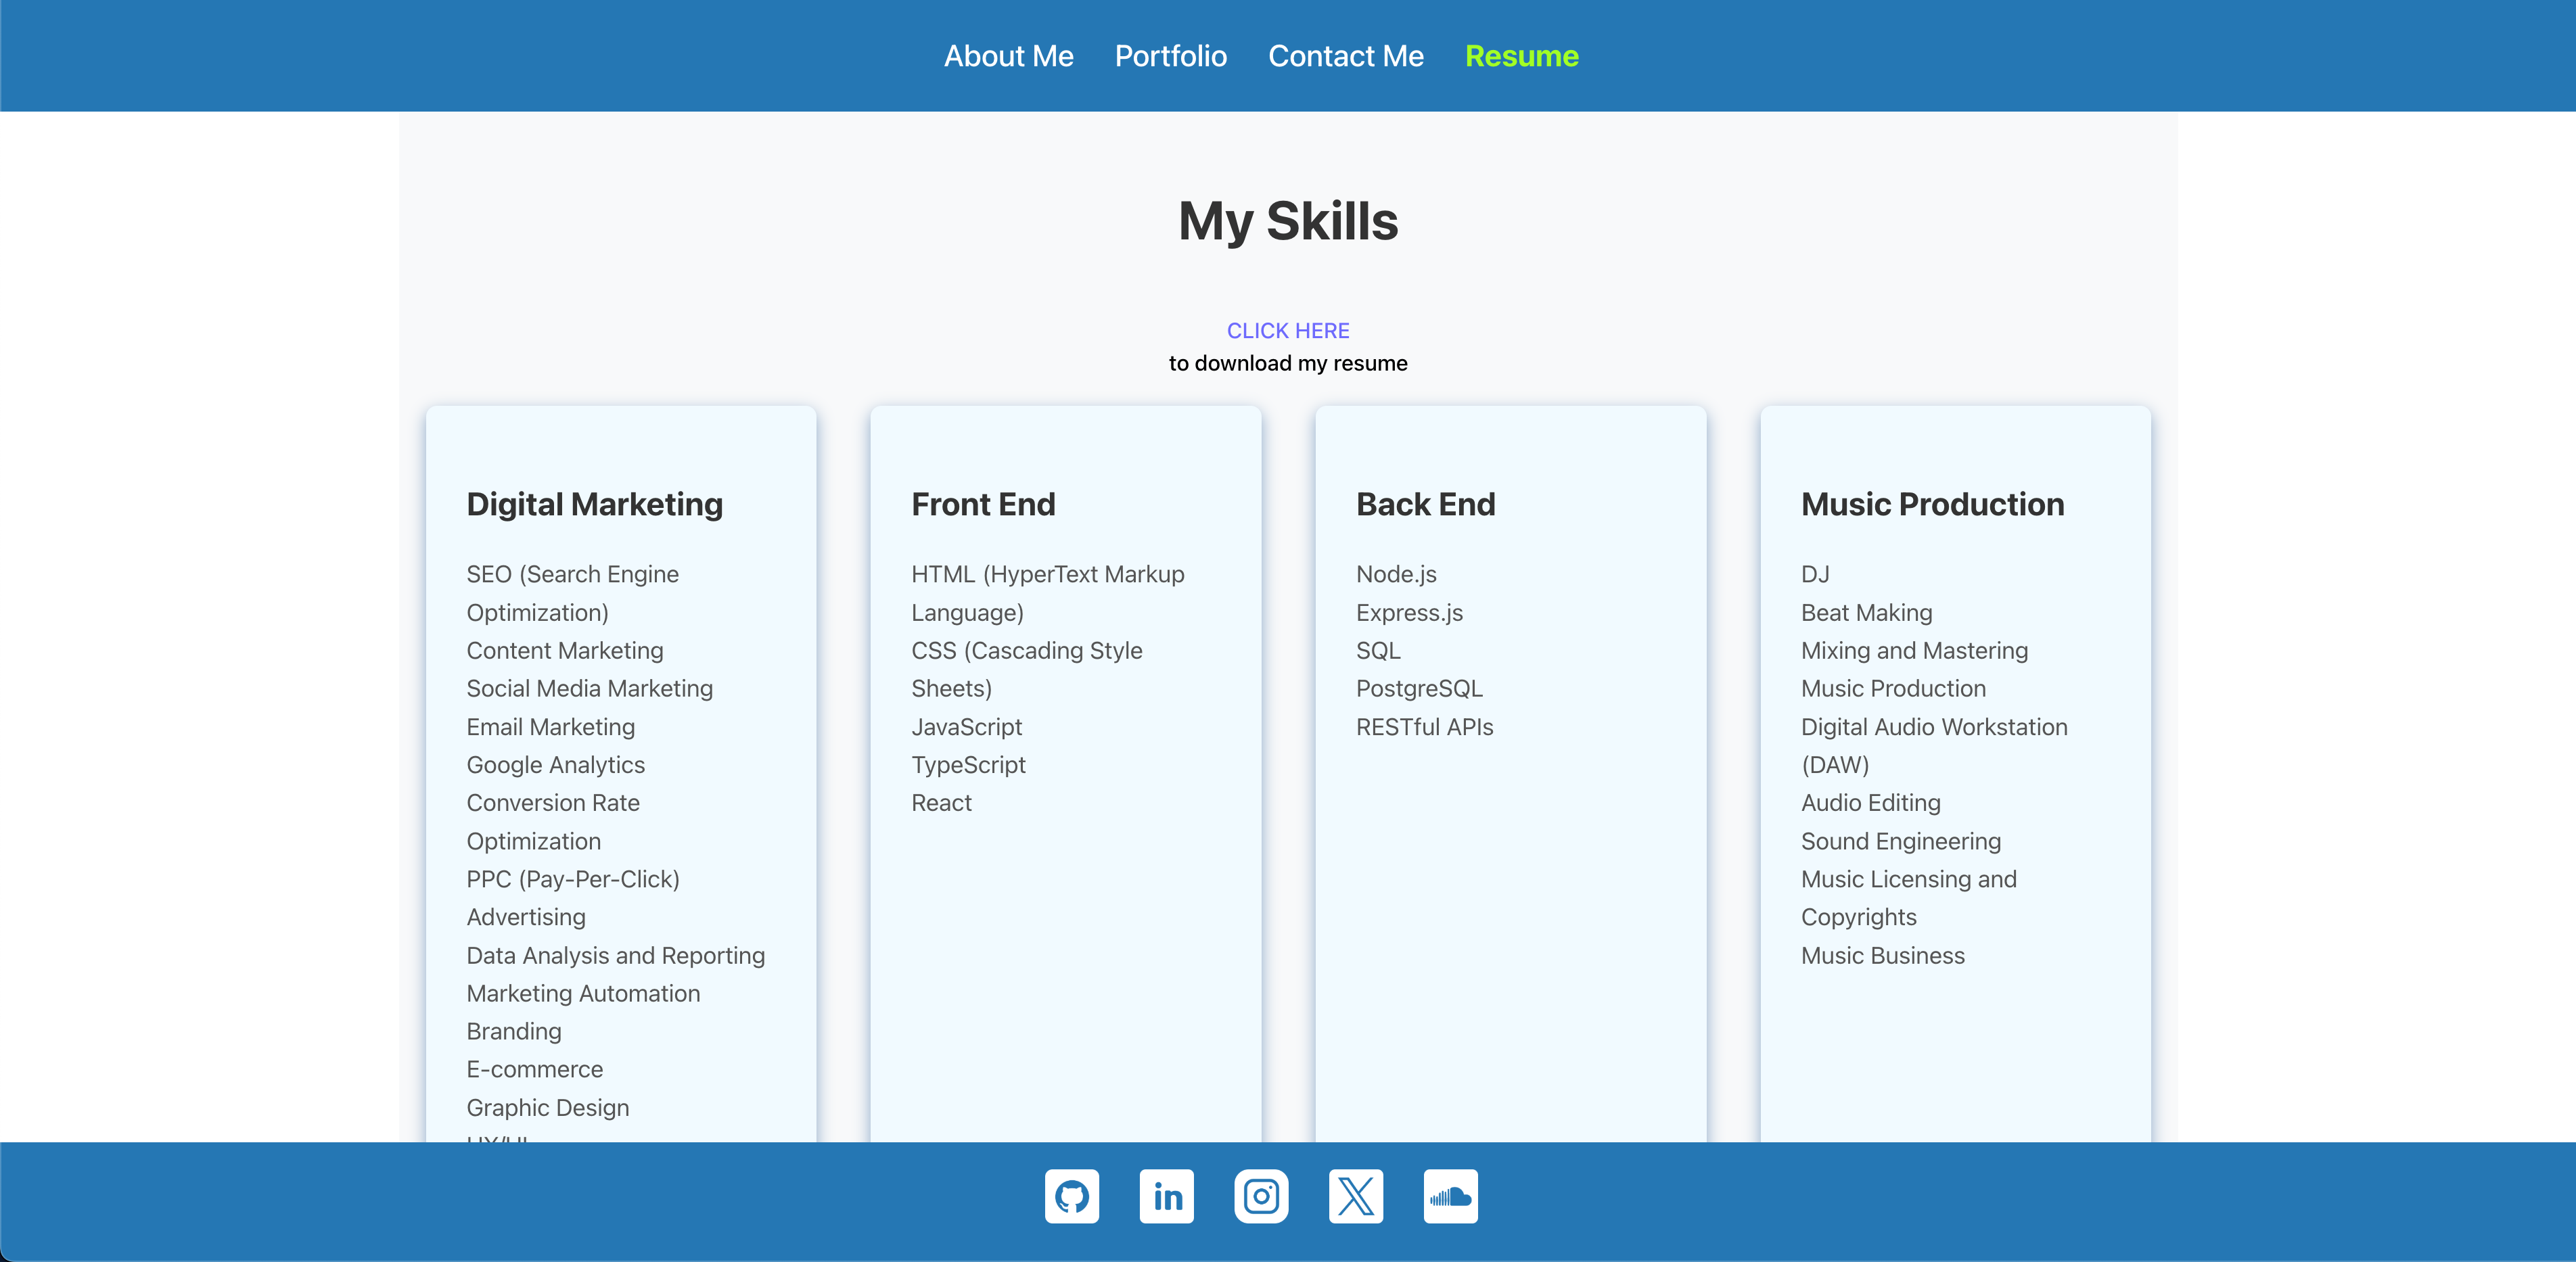 About Me Portfolio Contact Me Resume
My Skills
CLICK HERE
to download my resume
Digital Marketing
SEO (Search Engine
Optimization)
Content Marketing
Social Media Marketing
Email Marketing
Google Analytics
Conversion Rate
Optimization
PPC (Pay-Per-Click)
Advertising
Data Analysis and Reporting
Marketing Automation
Branding
E-commerce
Graphic Design
Front End
HTML (HyperText Markup
Language)
CSS (Cascading Style
Sheets)
JavaScript
TypeScript
React
Back End
Node.js
Express.js
SQL
PostgreSQL
RESTful APIs
Music Production
DJ
Beat Making
Mixing and Mastering
Music Production
Digital Audio Workstation
(DAW)
Audio Editing
Sound Engineering
Music Licensing and
Copyrights
Music Business
in